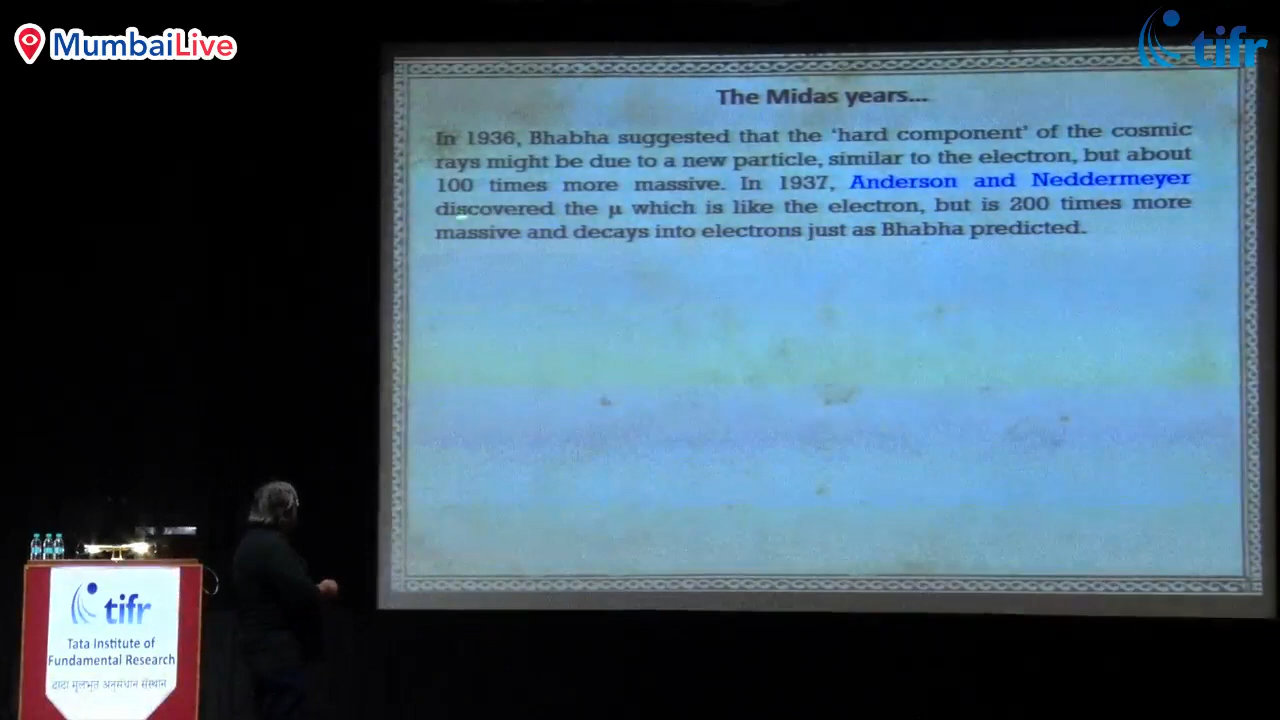 MumbaiLive
tifr
The Midas years...
In 1936, Bhabha suggested that the ‘hard component’ of the cosmic
rays might be due to a new particle, similar to the electron, but about
100 times more massive. In 1937, Anderson and Neddermeyer
discovered the μ which is like the electron, but is 200 times more
massive and decays into electrons just as Bhabha predicted.
tifr
Tata Institute of
Fundamental Research
टाटा मूलभूत अनुसंधान संस्थान